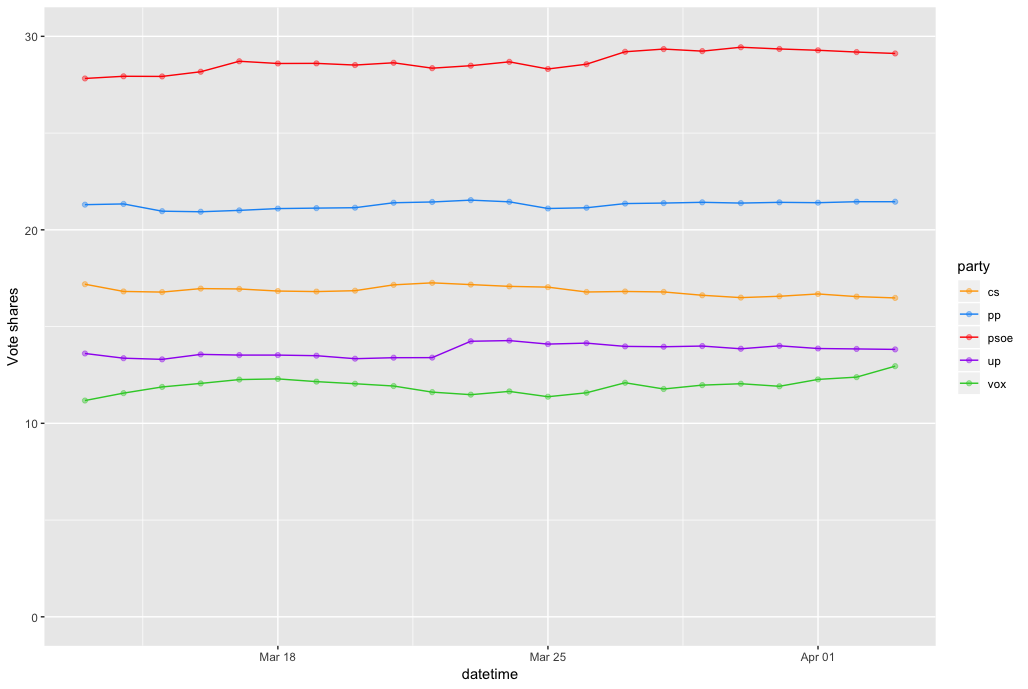 Vote shares
30
20
10
0
Mar 18
Mar 25
Apr 01
datetime
party
cs
pp
psoe
up
vox